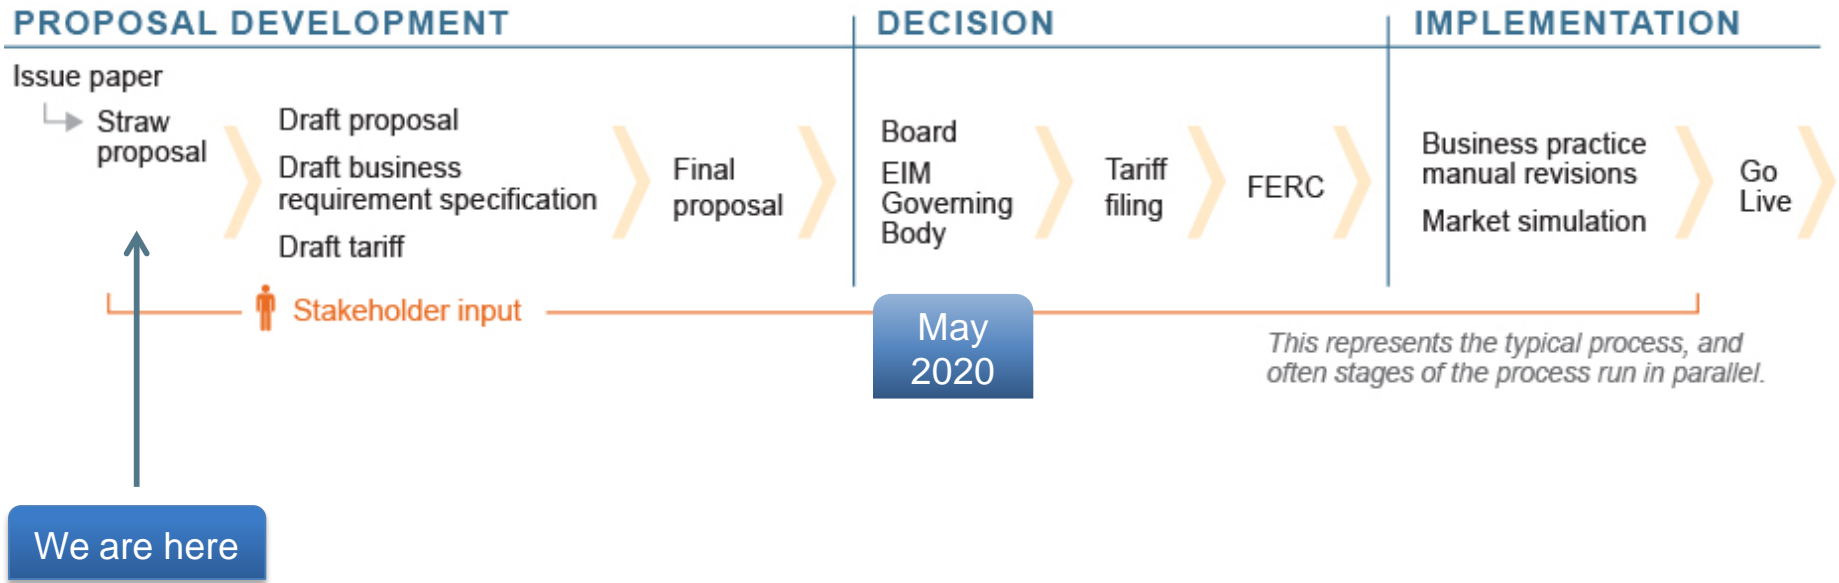 PROPOSAL DEVELOPMENT
DECISION
IMPLEMENTATION
Issue paper
Straw
proposal
Draft proposal
Draft business
requirement specification
Draft tariff
Final
proposal
Board
EIM
Governing
Body
Tariff
filing
FERC
Business practice
manual revisions
Market simulation
Go
Live
Stakeholder input
May
2020
This represents the typical process, and
often stages of the process run in parallel.
We are here